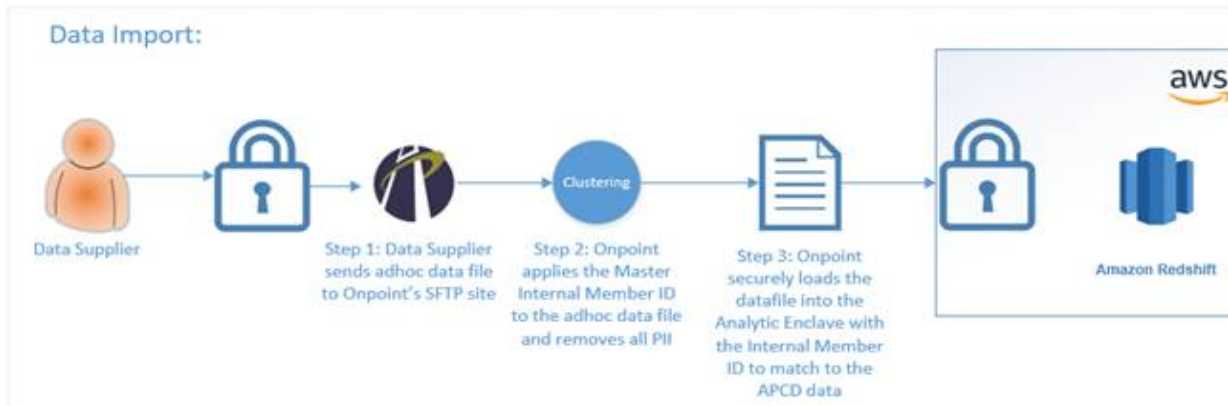 Data Import:
aws
Clustering
Data Supplier
Amazon Redshift
Step 1: Data Supplier
sends adhoc data file
to Onpoint's SFTP site
Step 2: Onpoint
applies the Master
Internal Member ID
to the adhoc data file
and removes all PII
Step 3: Onpoint
securely loads the
datafile into the
Analytic Enclave with
the Internal Member
ID to match to the
APCD data